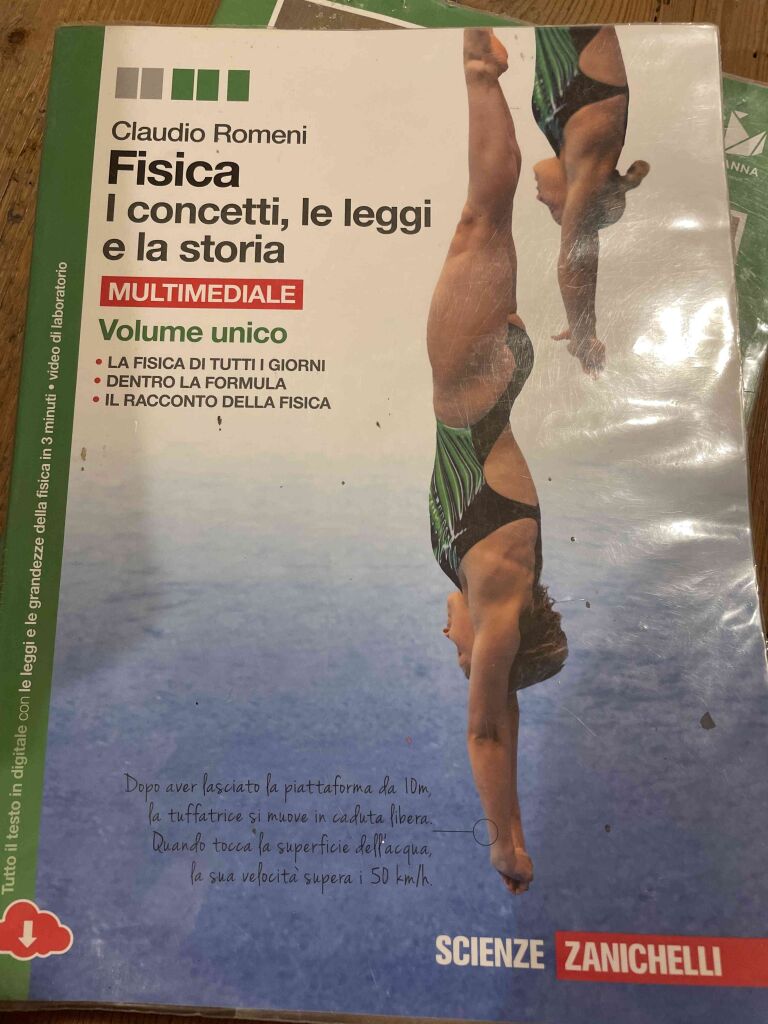 Claudio Romeni
Fisica
I concetti, le leggi
e la storia
MULTIMEDIALE
Volume unico
• LA FISICA DI TUTTI I GIORNI
• DENTRO LA FORMULA
• IL RACCONTO DELLA FISICA
Tutto il testo in digitale con le leggi e le grandezze della fisica in 3 minuti • video di laboratorio
Dopo aver lasciato la piattaforma da 10m,
la tuffatrice si muove in caduta libera.
Quando tocca la superficie dell'acqua,
la sua velocità supera i 50 km/h.
SCIENZE ZANICHELLI